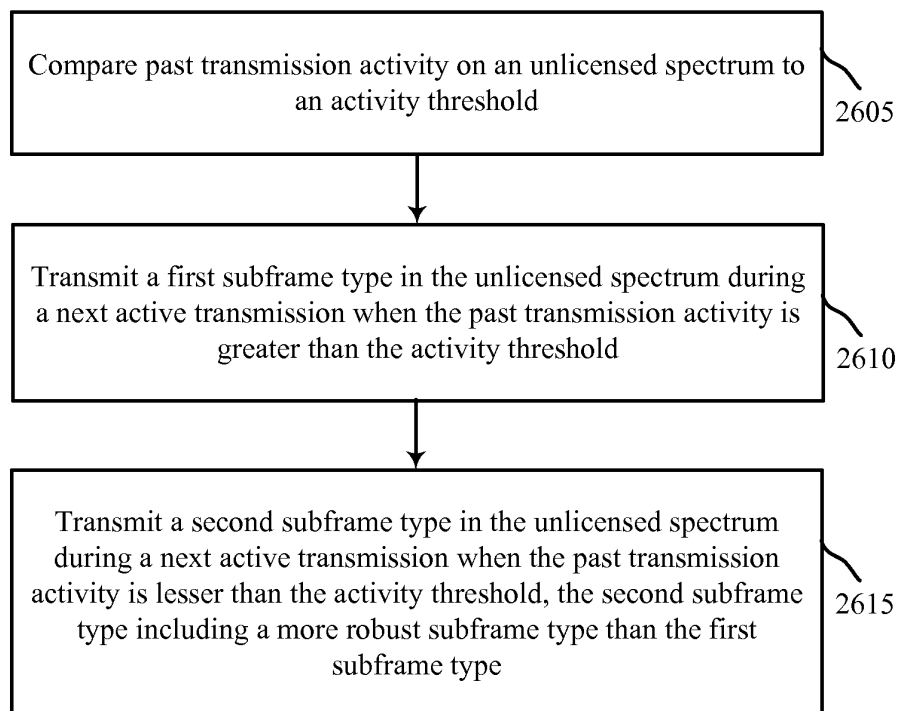 Compare past transmission activity on an unlicensed spectrum to
an activity threshold
2605
Transmit a first subframe type in the unlicensed spectrum during
a next active transmission when the past transmission activity is
greater than the activity threshold
2610
Transmit a second subframe type in the unlicensed spectrum
during a next active transmission when the past transmission
activity is lesser than the activity threshold, the second subframe
type including a more robust subframe type than the first
subframe type
2615